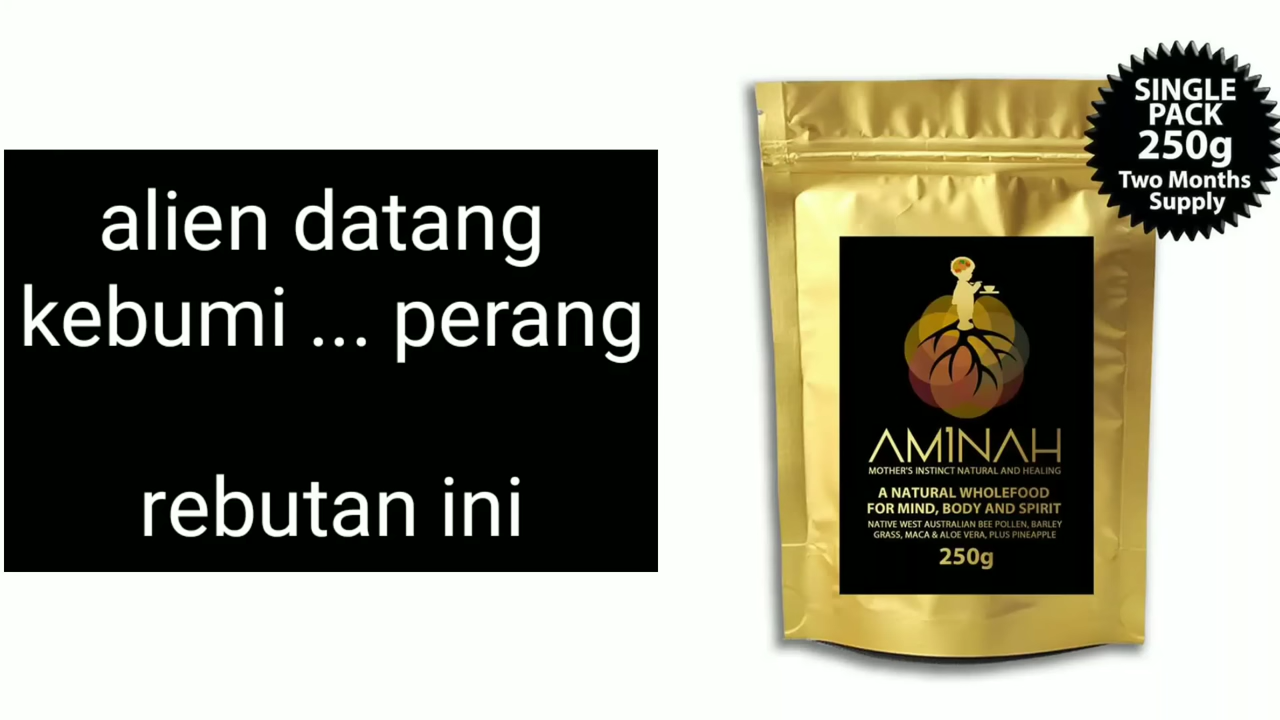 alien datang
kebumi ... perang
rebutan ini
SINGLE
PACK
250g
Two Months
Supply
AM1NAH
MOTHER'S INSTINCT NATURAL AND HEALING
A NATURAL WHOLEFOOD
FOR MIND, BODY AND SPIRIT
NATIVE WEST AUSTRALIAN BEE POLLEN, BARLEY
GRASS, MACA & ALOE VERA, PLUS PINEAPPLE
250g